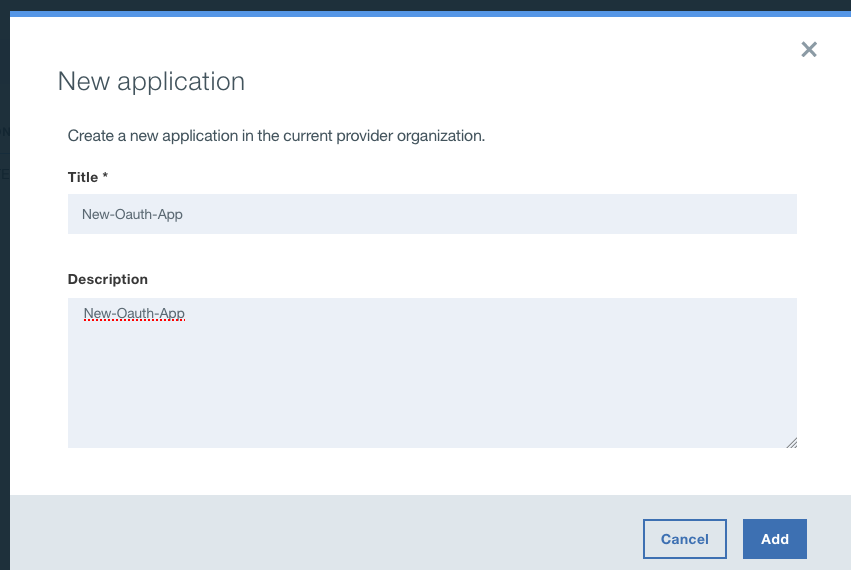 New application
Create a new application in the current provider organization.
Title *
New-Oauth-App
Description
New-Oauth-App
Cancel
Add